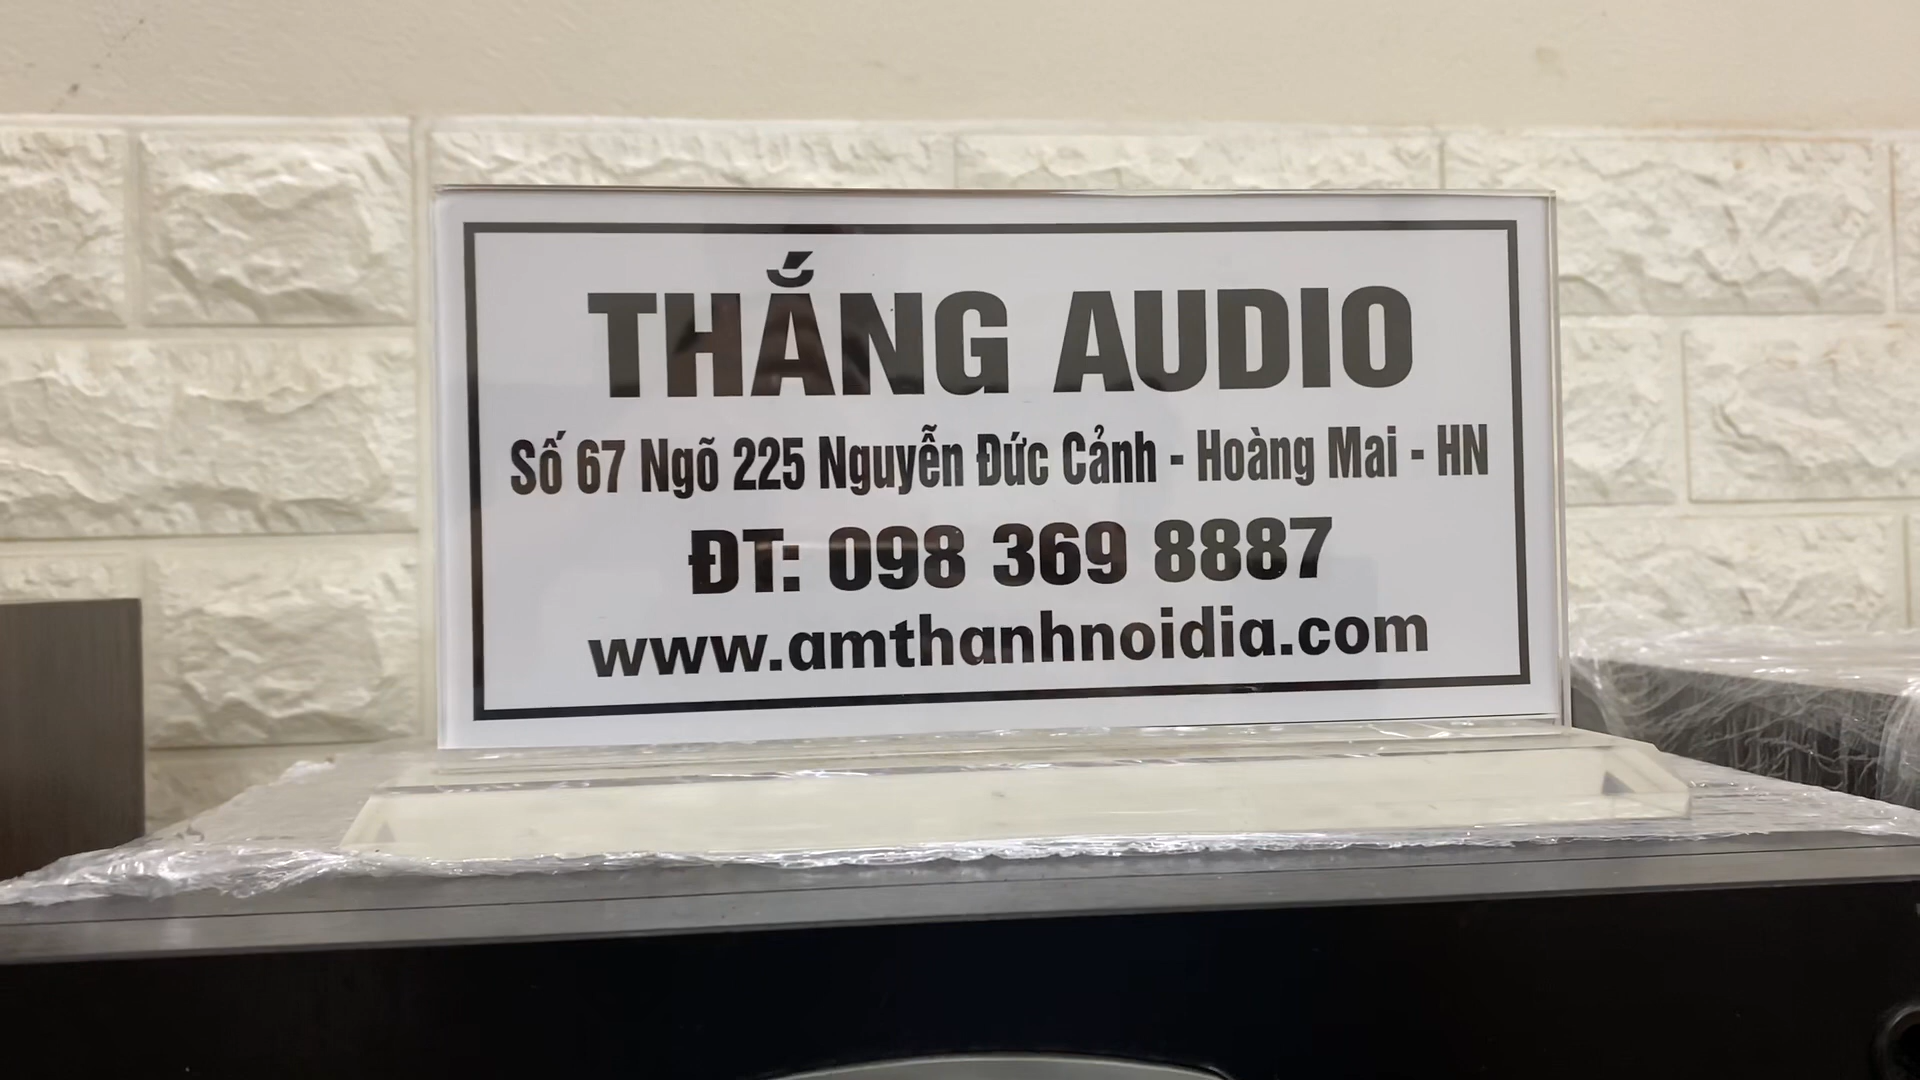 THẮNG AUDIO
Số 67 Ngõ 225 Nguyễn Đức Cảnh - Hoàng Mai - HN
ĐT: 098 369 8887
www.amthanhnoidia.com